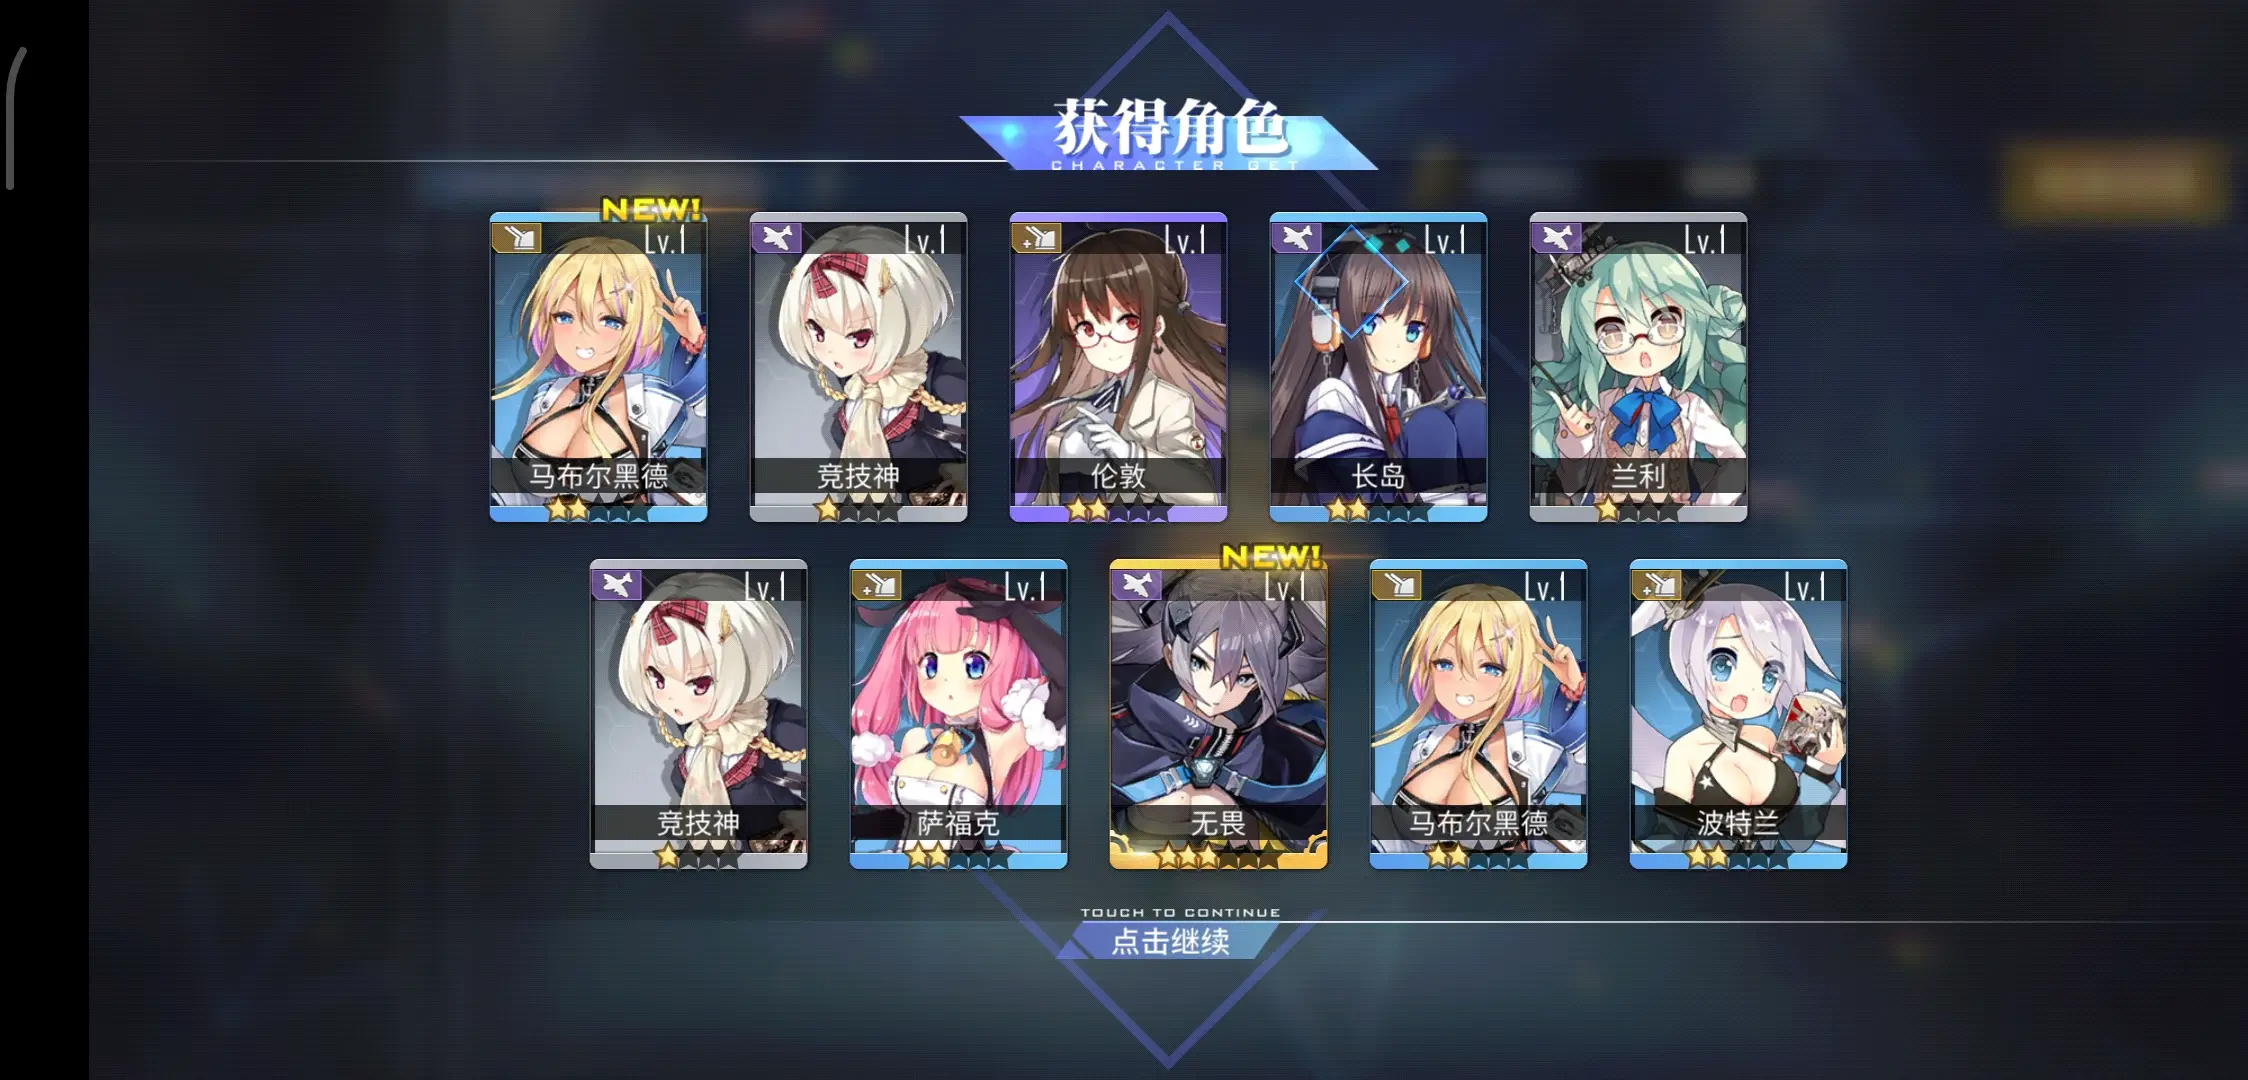 获得角色
CHARACTER GET
NEW!
Lv.1 Lv.1 Lv.1 Lv.1 Lv.1
马布尔黑德 竞技神 伦敦 长岛 兰利
NEW!
Lv.1 Lv.1 Lv.1 Lv.1 Lv.1
竞技神 萨福克 无畏 马布尔黑德 波特兰
TOUCH TO CONTINUE
点击继续